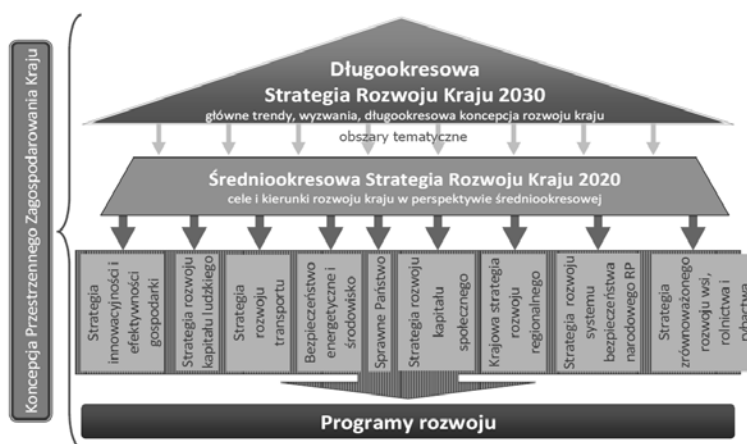 Koncepcja Przestrzennego Zagospodarowania Kraju
Długookresowa
Strategia Rozwoju Kraju 2030
główne trendy, wyzwania, długookresowa koncepcja rozwoju kraju
obszary tematyczne
Średniookresowa Strategia Rozwoju Kraju 2020
cele i kierunki rozwoju kraju w perspektywie średniookresowej
Strategia
innowacyjności i
efektywności
gospodarki
Strategia rozwoju
kapitału ludzkiego
Strategia
rozwoju
transportu
Bezpieczeństwo
energetyczne i
środowisko
Sprawne Państwo
Strategia rozwoju
kapitału
społecznego
Krajowa strategia
rozwoju
regionalnego
Strategia rozwoju
systemu
bezpieczeństwa
narodowego RP
Strategia
zrównoważonego
rozwoju wsi,
rolnictwa i
rybactwa
Programy rozwoju